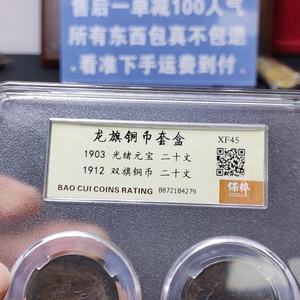 售后一单减100人气
所有东西包真不包退
看准下手运费到付。
龙旗铜币套盒
XF45
1903 光绪元宝 二十文
1912 双旗铜币 二十文
BAO CUI COINS RATING
B8721B4279
保粹